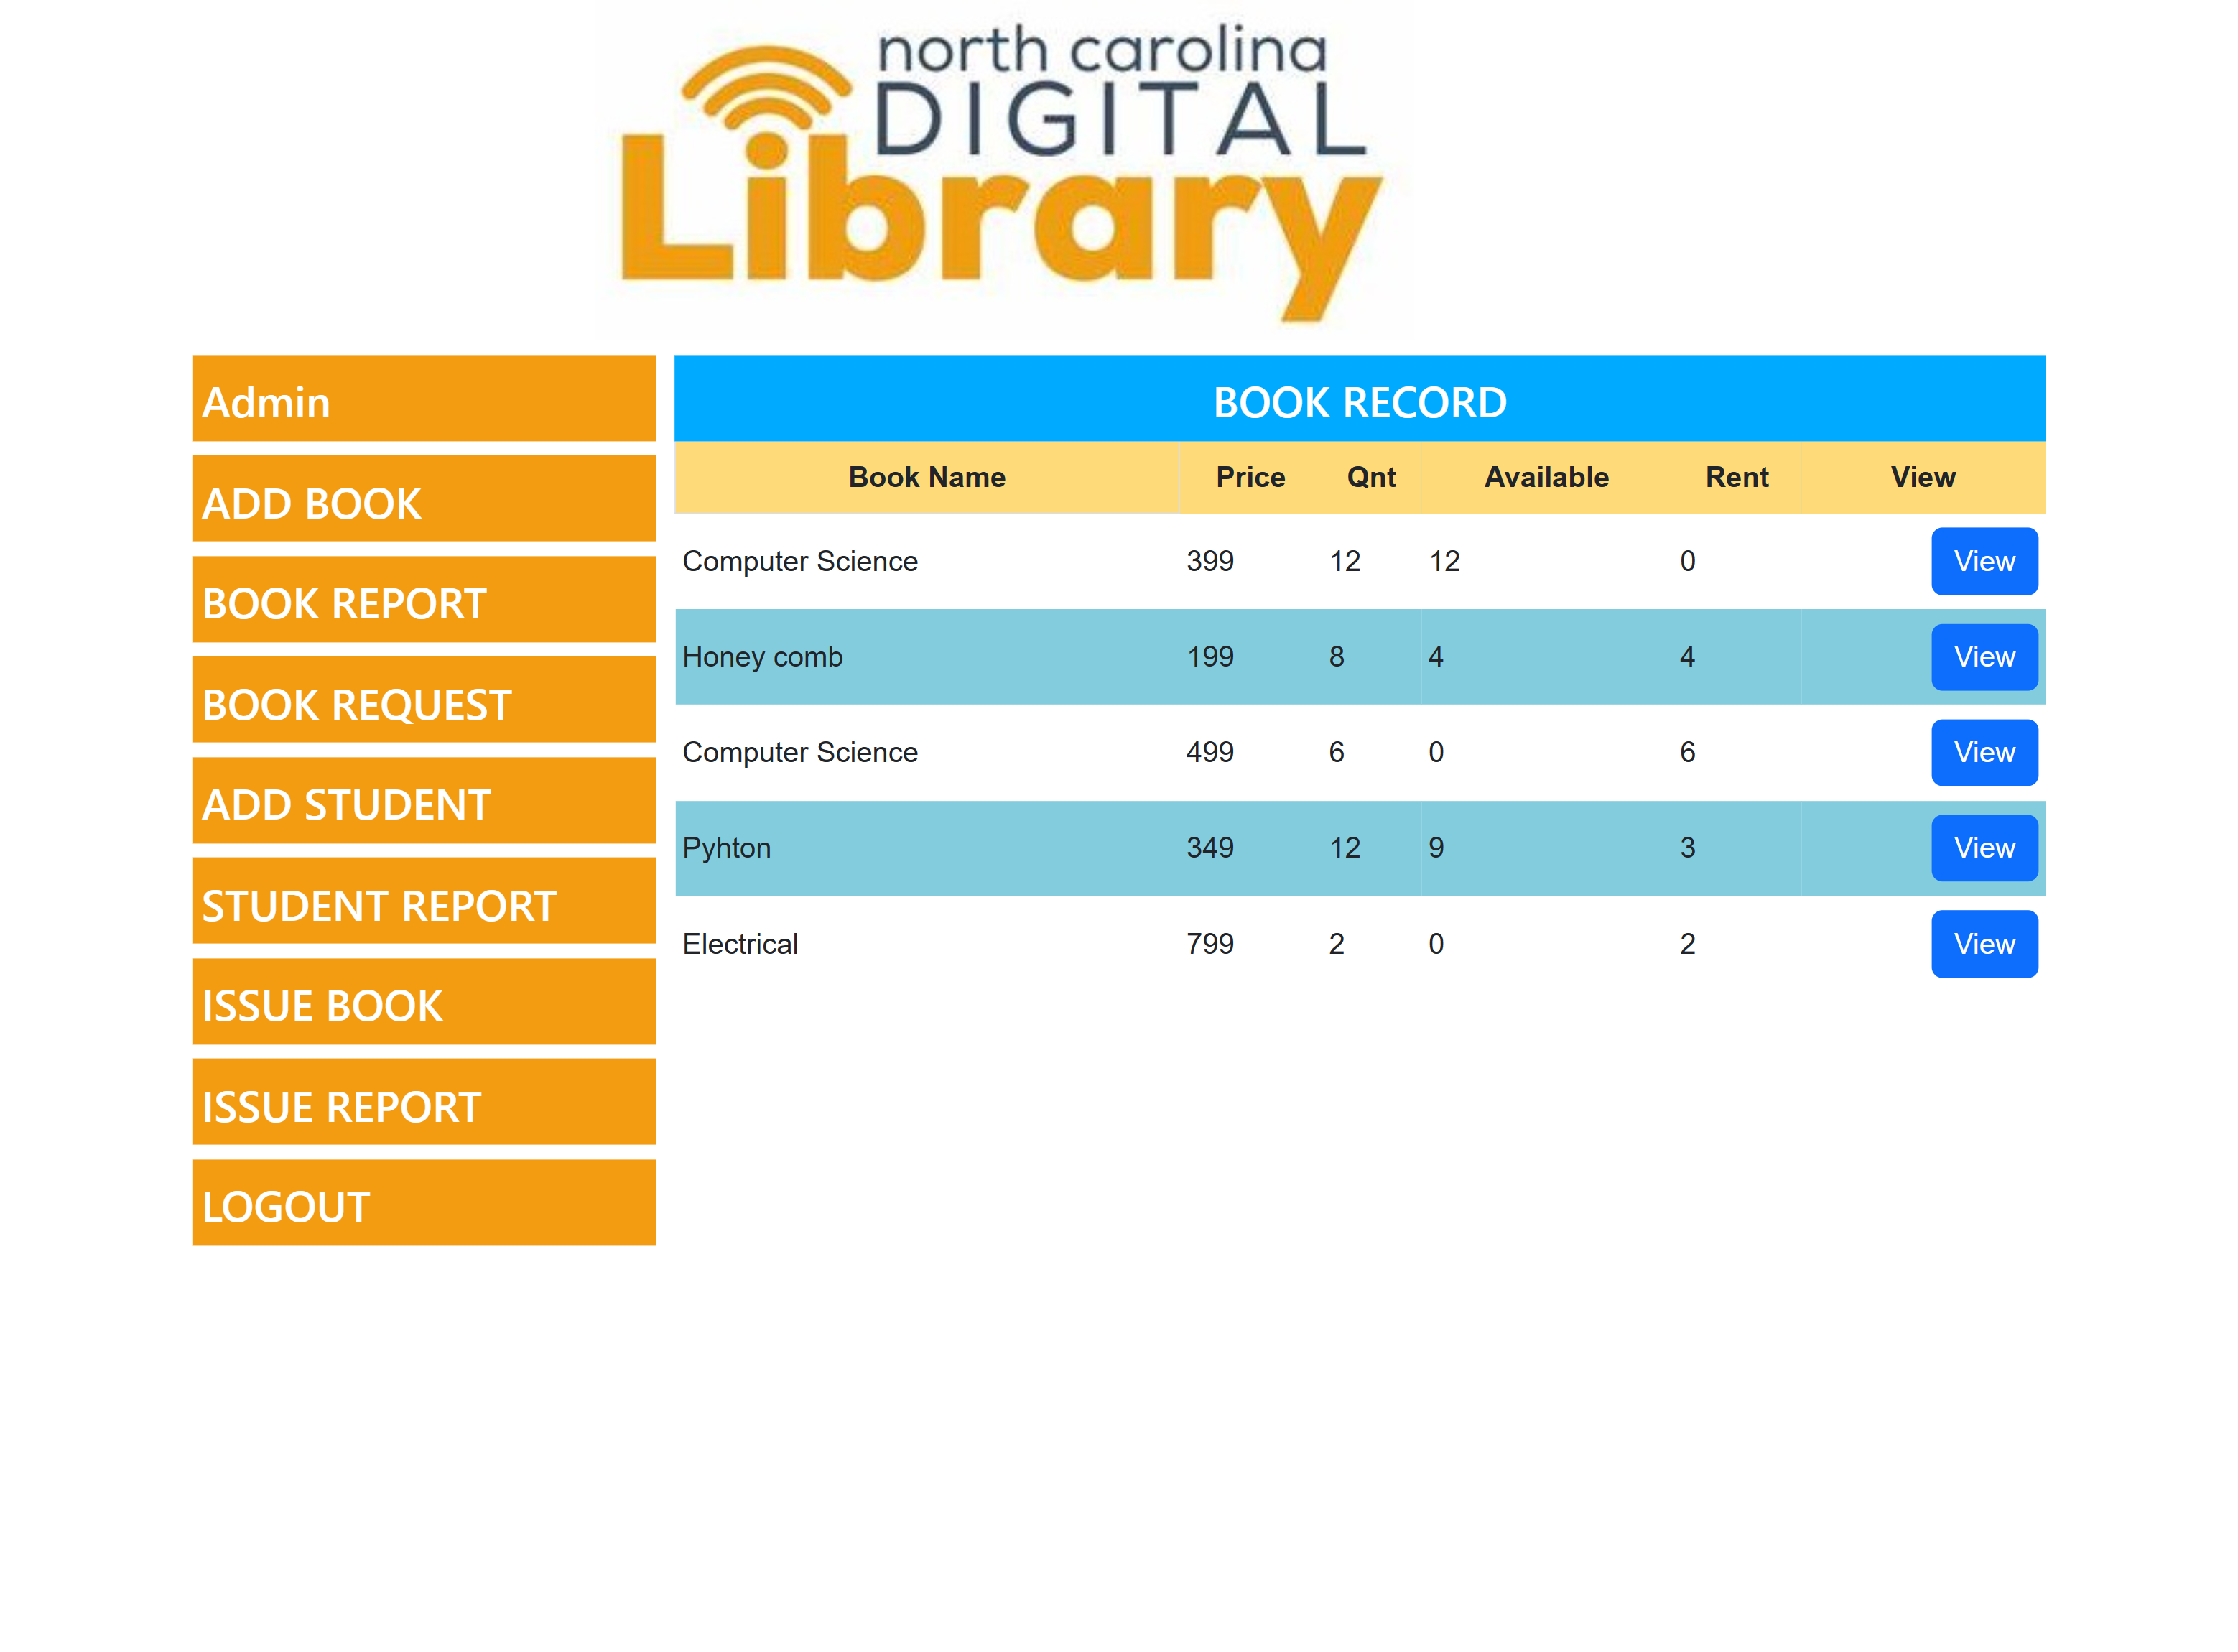 north carolina
DIGITAL
Library
Admin
ADD BOOK
BOOK REPORT
BOOK REQUEST
ADD STUDENT
STUDENT REPORT
ISSUE BOOK
ISSUE REPORT
LOGOUT
BOOK RECORD
Book Name Price Qnt Available Rent View
Computer Science 399 12 12 0 View
Honey comb 199 8 4 4 View
Computer Science 499 6 0 6 View
Pyhton 349 12 9 3 View
Electrical 799 2 0 2 View